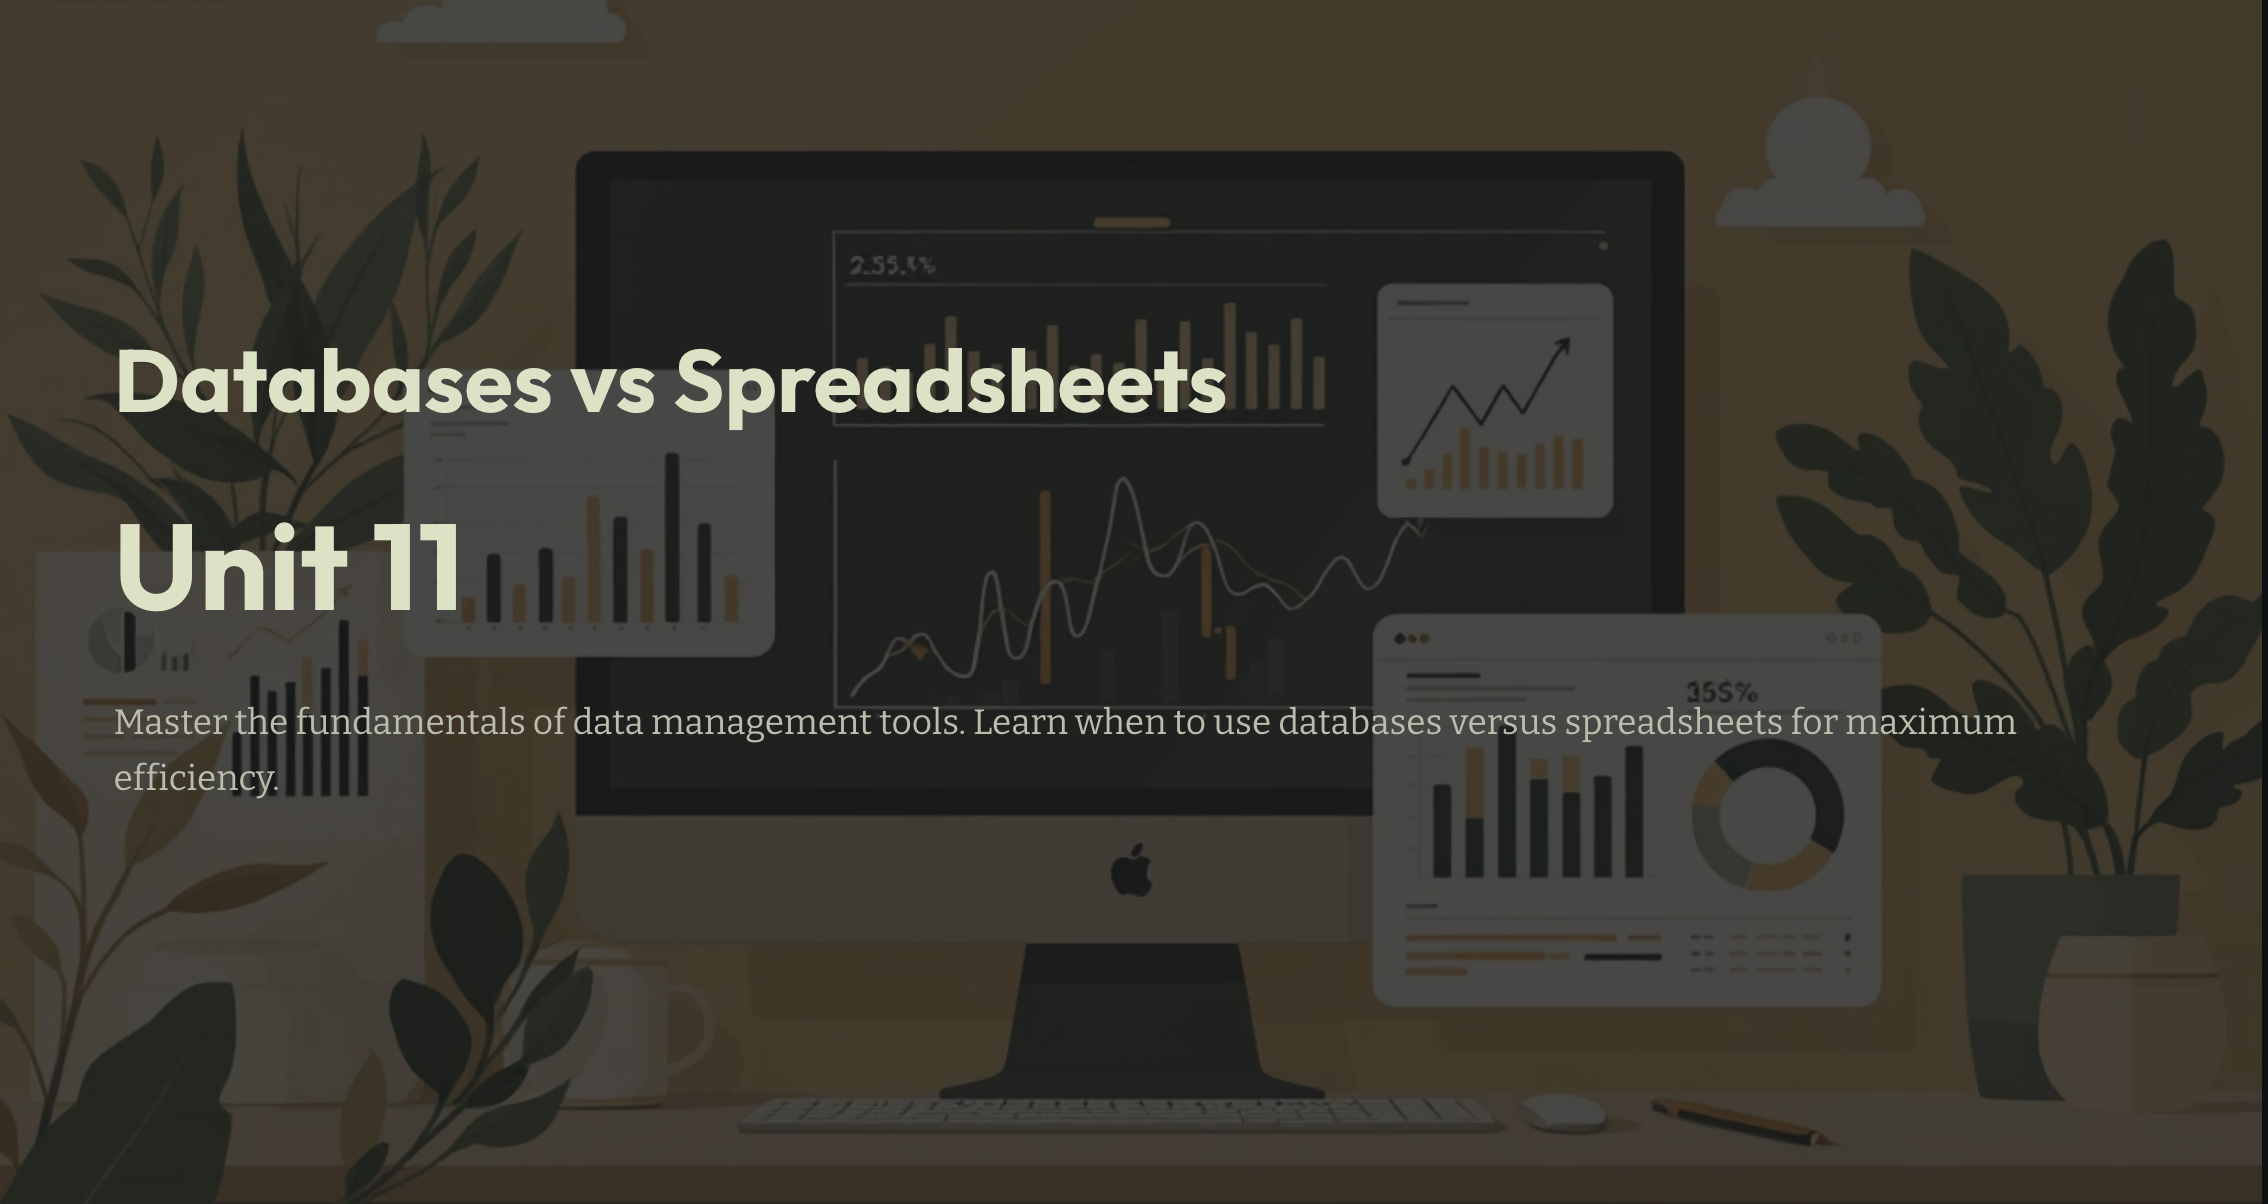 Databases vs Spreadsheets
Unit 11
Master the fundamentals of data management tools. Learn when to use databases versus spreadsheets for maximum
efficiency.